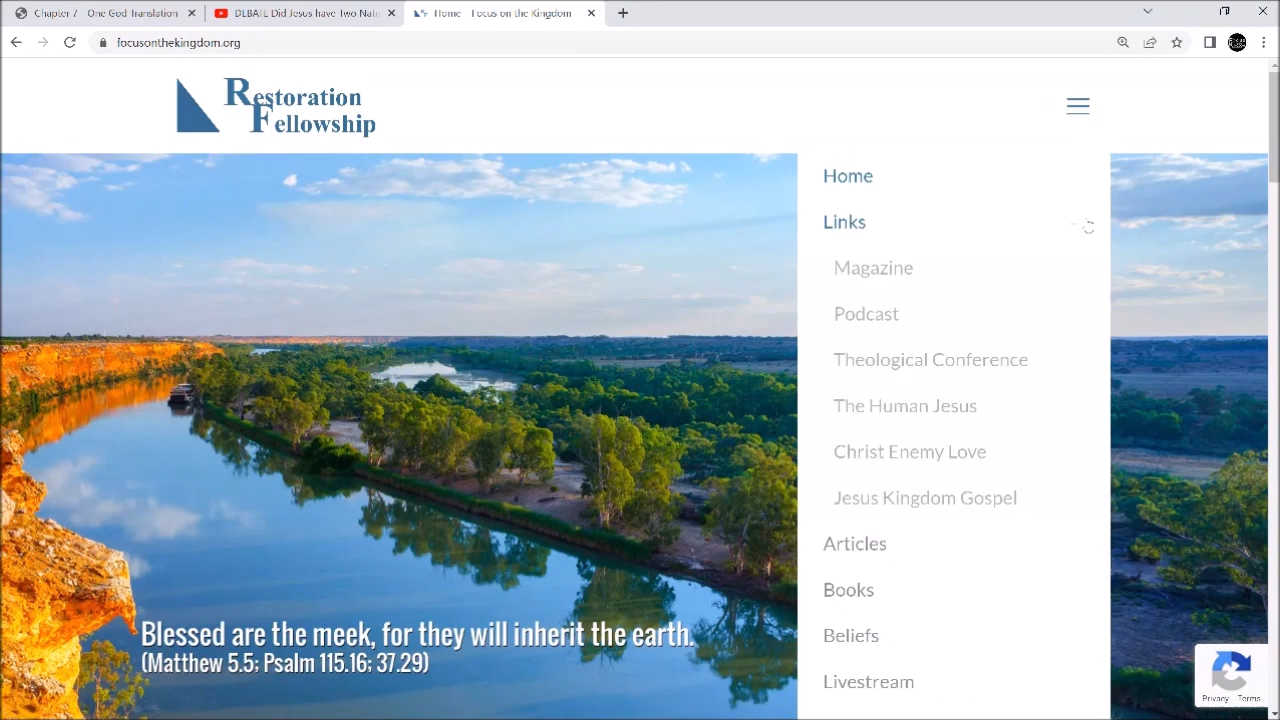 Chapter 7 - One God Translation
DEBATE Did Jesus have Two Nat
Home - Focus on the Kingdom
focusonthekingdom.org
Restoration
Fellowship
Home
Links
Magazine
Podcast
Theological Conference
The Human Jesus
Christ Enemy Love
Jesus Kingdom Gospel
Articles
Books
Beliefs
Livestream
Blessed are the meek, for they will inherit the earth.
(Matthew 5.5; Psalm 115.16; 37.29)
Privacy - Terms